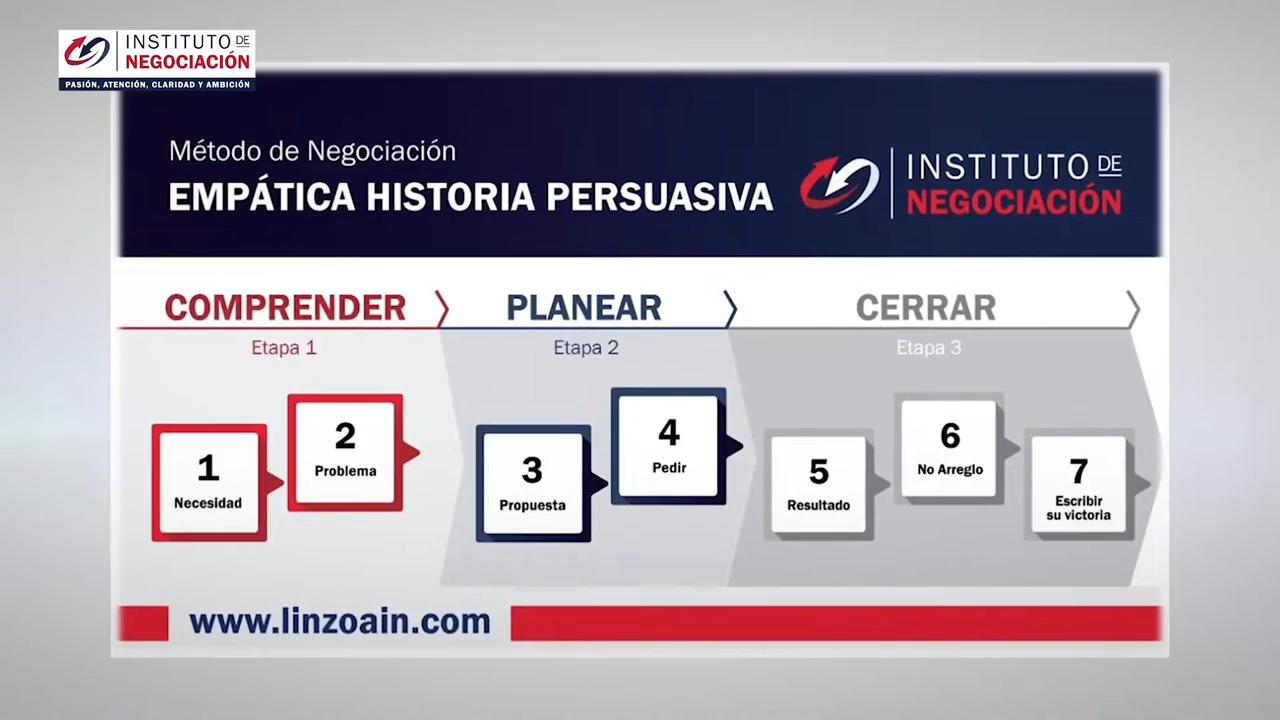 INSTITUTO DE
NEGOCIACIÓN
PASIÓN, ATENCIÓN, CLARIDAD Y AMBICIÓN
Método de Negociación
EMPÁTICA HISTORIA PERSUASIVA
INSTITUTO DE
NEGOCIACIÓN
COMPRENDER
PLANEAR
CERRAR
Etapa 1
Etapa 2
Etapa 3
1
Necesidad
2
Problema
3
Propuesta
4
Pedir
5
Resultado
6
No Arreglo
7
Escribir
su victoria
www.linzoain.com